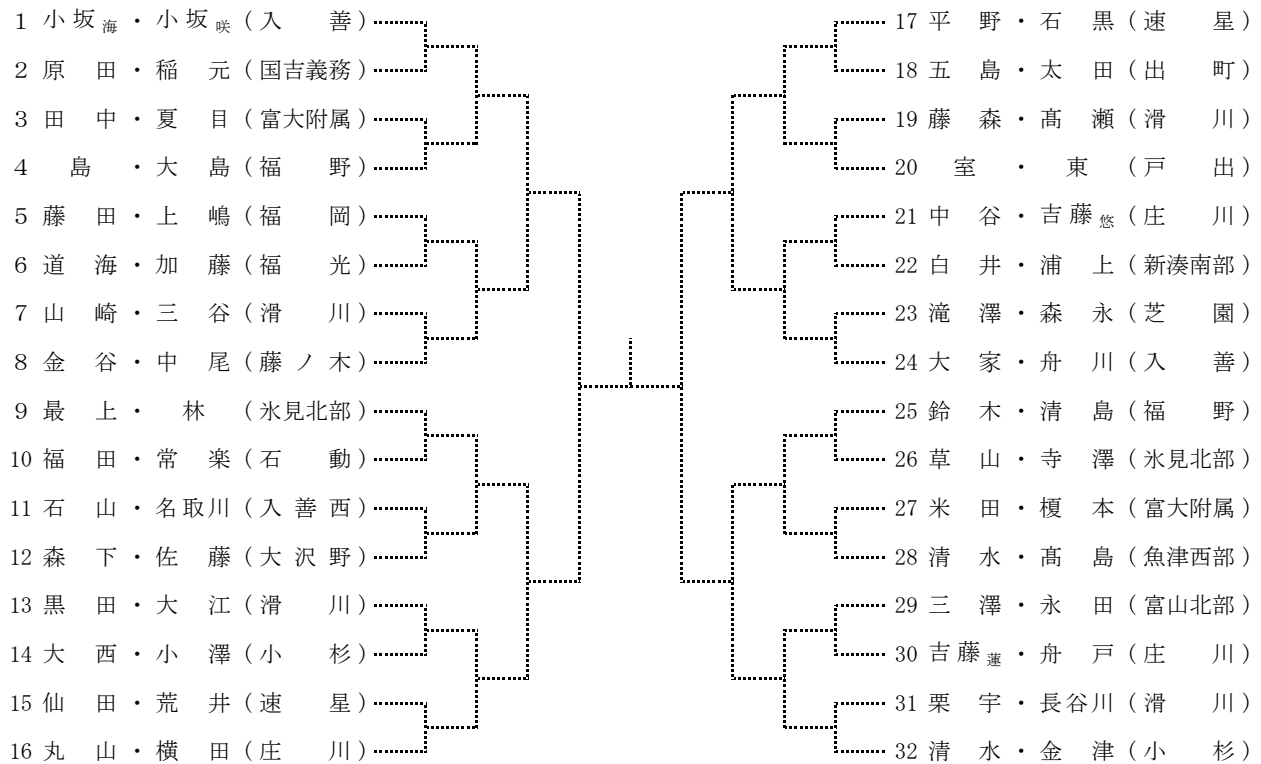 1 小坂海・小坂咲（入善）
2 原田・稲元（国吉義務）
3 田中・夏目（富大附属）
4 島・大島（福野）
5 藤田・上嶋（福岡）
6 道海・加藤（福光）
7 山崎・三谷（滑川）
8 金谷・中尾（藤ノ木）
9 最上・林（氷見北部）
10 福田・常楽（石動）
11 石山・名取川（入善西）
12 森下・佐藤（大沢野）
13 黒田・大江（滑川）
14 大西・小澤（小杉）
15 仙田・荒井（速星）
16 丸山・横田（庄川）
17 平野・石黒（速星）
18 五島・太田（出町）
19 藤森・髙瀬（滑川）
20 室・東（戸出）
21 中谷・吉藤悠（庄川）
22 白井・浦上（新湊南部）
23 滝澤・森永（芝園）
24 大家・舟川（入善）
25 鈴木・清島（福野）
26 草山・寺澤（氷見北部）
27 米田・榎本（富大附属）
28 清水・髙島（魚津西部）
29 三澤・永田（富山北部）
30 吉藤蓮・舟戸（庄川）
31 栗宇・長谷川（滑川）
32 清水・金津（小杉）